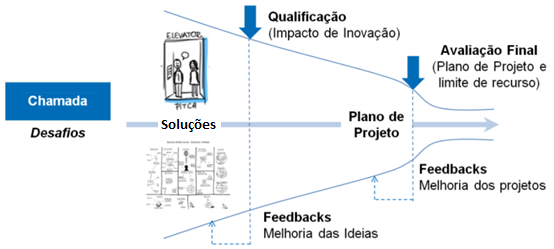 Qualificação
(Impacto de Inovação)
ELEVATOR
PITCH
Avaliação Final
(Plano de Projeto e
limite de recurso)
Chamada
Desafios
Soluções
Plano de
Projeto
Feedbacks
Melhoria dos projetos
Feedbacks
Melhoria das Ideias